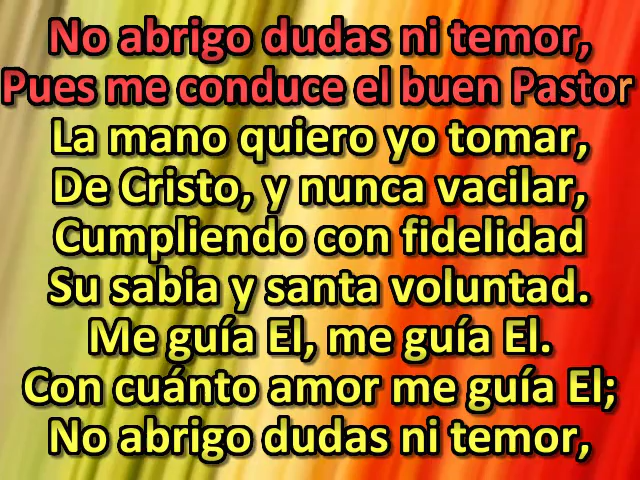 No abrigo dudas ni temor,
Pues me conduce el buen Pastor
La mano quiero yo tomar,
De Cristo, y nunca vacilar,
Cumpliendo con fidelidad
Su sabia y santa voluntad.
Me guía El, me guía El.
Con cuánto amor me guía El;
No abrigo dudas ni temor,